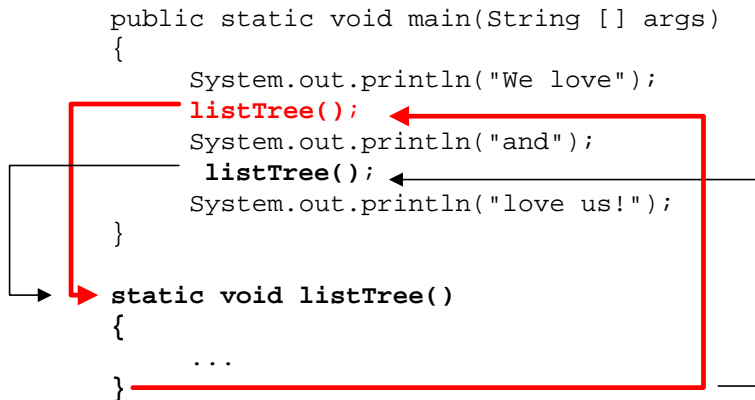 public static void main(String [] args)
{
System.out.println("We love");
listTree();
System.out.println("and");
listTree();
System.out.println("love us!");
}
static void listTree()
{
...
}